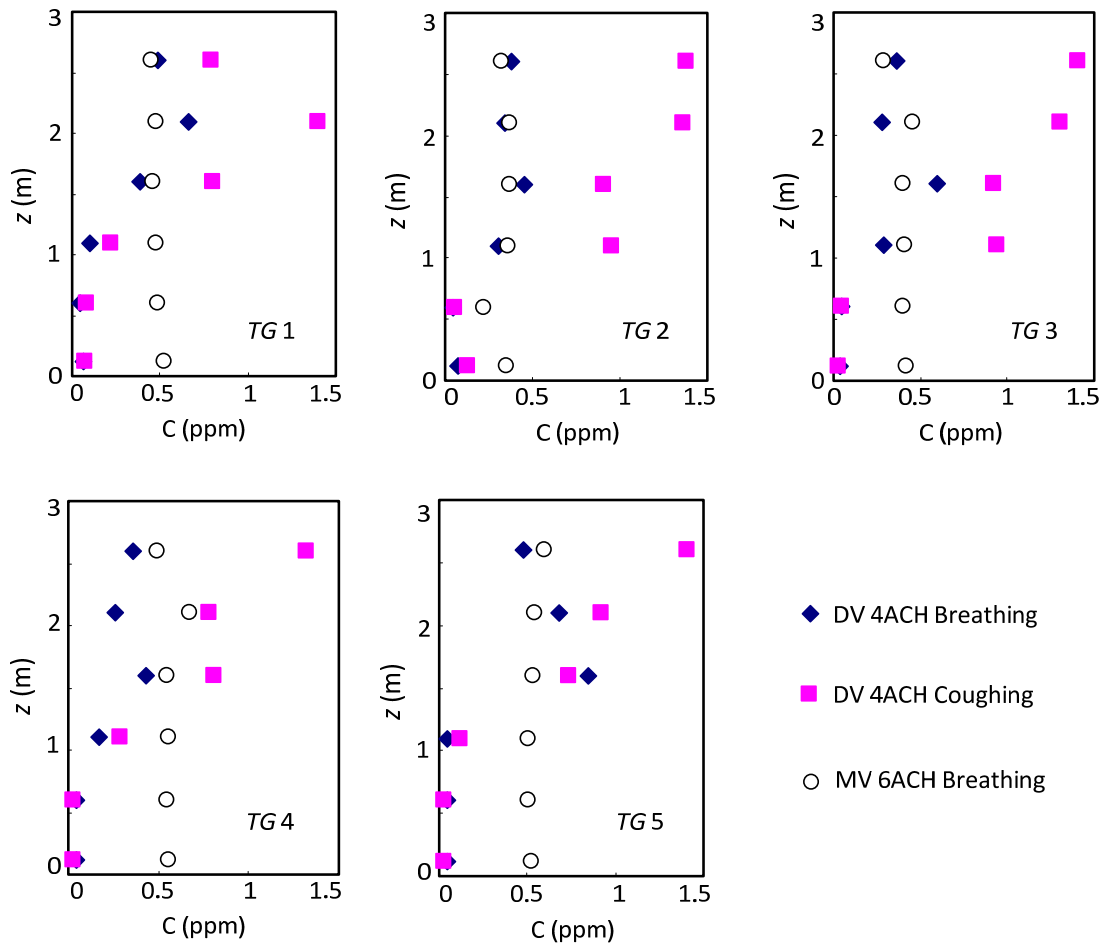 3
2
1
0
z (m)
TG 1
0 0.5 1 1.5
C (ppm)
3
2
1
0
z (m)
TG 2
0 0.5 1 1.5
C (ppm)
3
2
1
0
z (m)
TG 3
0 0.5 1 1.5
C (ppm)
3
2
1
0
z (m)
TG 4
0 0.5 1 1.5
C (ppm)
3
2
1
0
z (m)
TG 5
0 0.5 1 1.5
C (ppm)
DV 4ACH Breathing
DV 4ACH Coughing
MV 6ACH Breathing